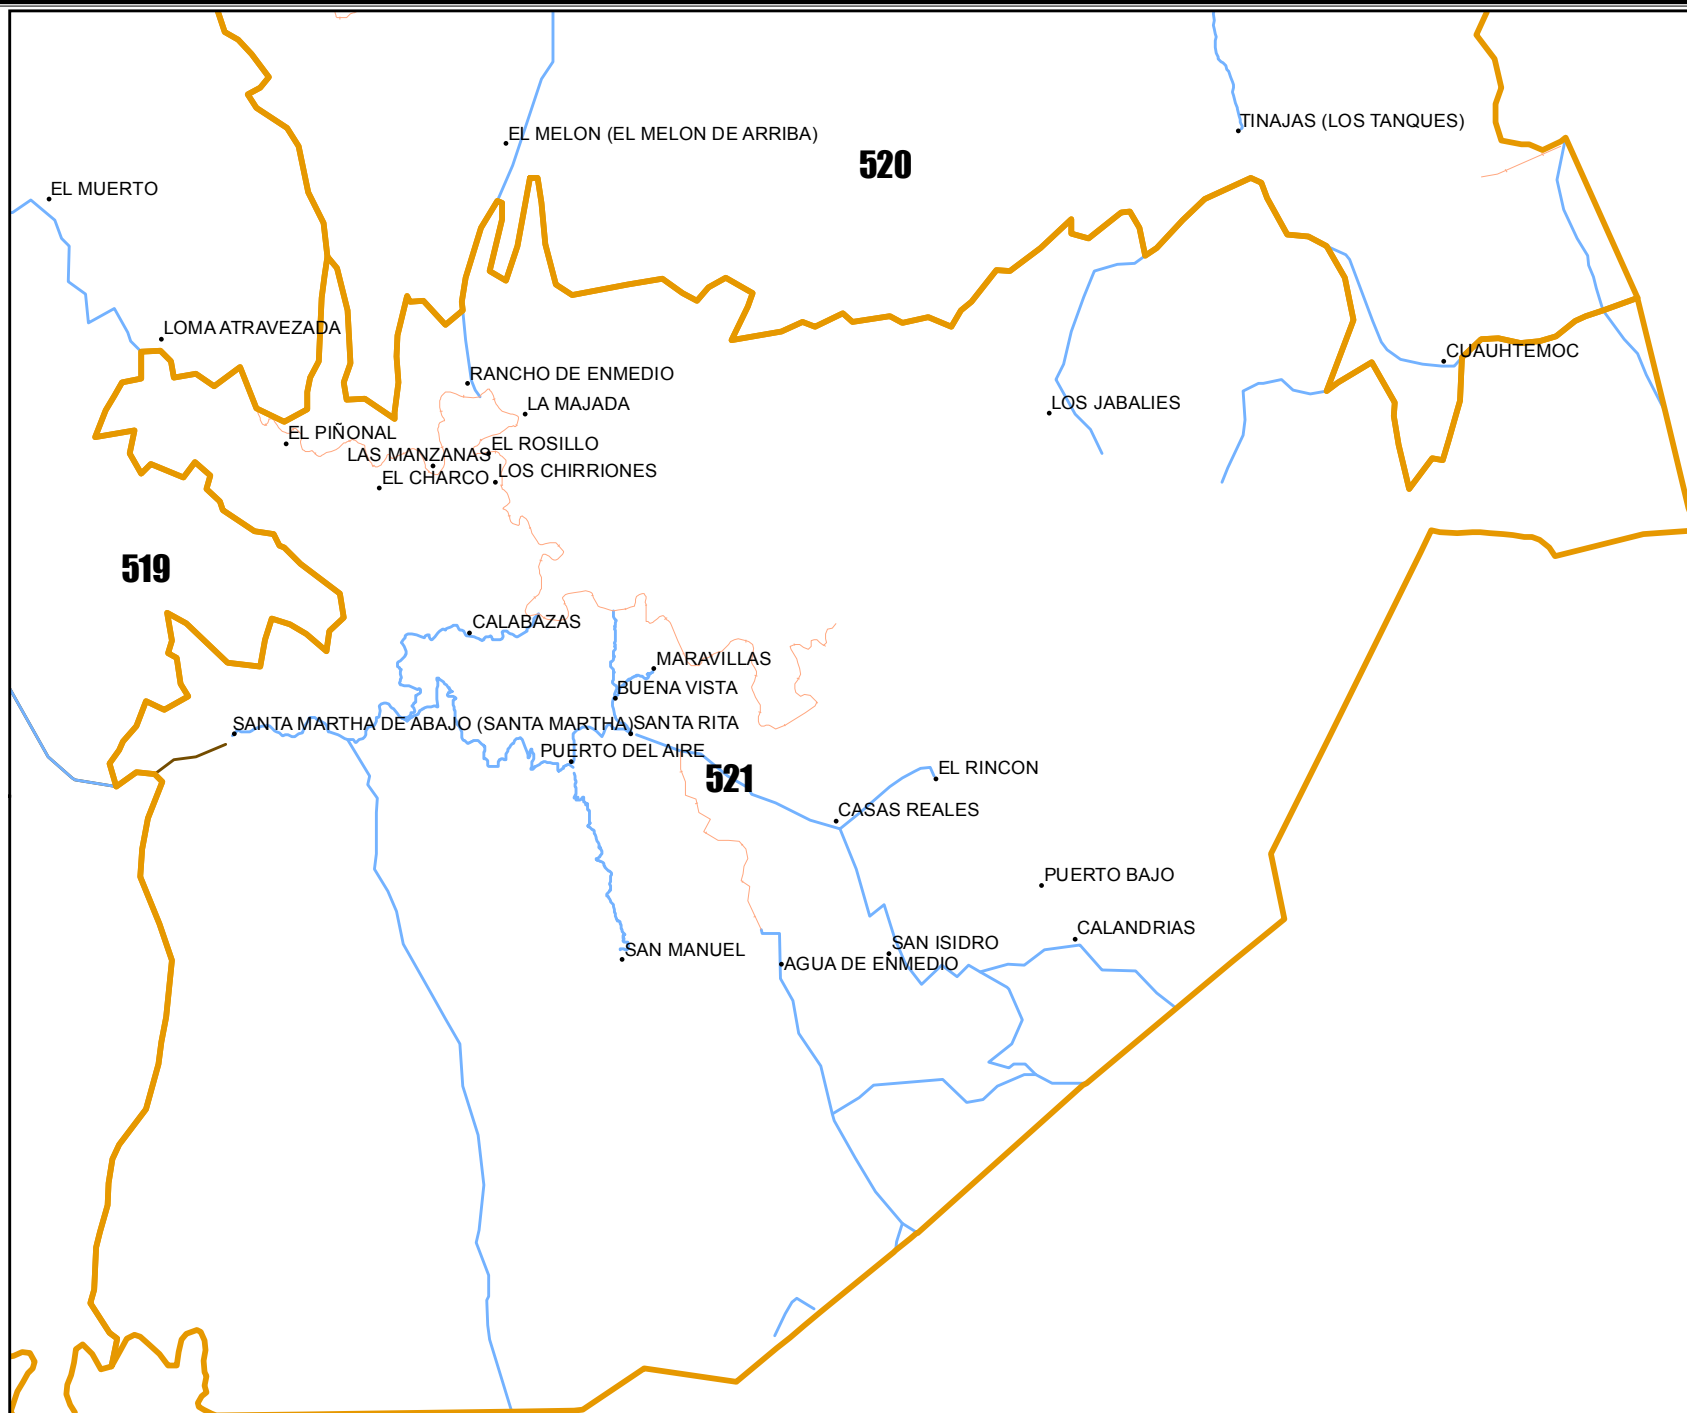 TINAJAS (LOS TANQUES)
EL MELON (EL MELON DE ARRIBA)
520
EL MUERTO
LOMA ATRAVEZADA
CUAUHTEMOC
RANCHO DE ENMEDIO
LA MAJADA
LOS JABALIES
EL PIÑONAL
EL ROSILLO
LAS MANZANAS
LOS CHIRRIONES
EL CHARCO
519
CALABAZAS
MARAVILLAS
BUENA VISTA
SANTA MARTHA DE ABAJO (SANTA MARTHA)
SANTA RITA
PUERTO DEL AIRE
521
EL RINCON
CASAS REALES
PUERTO BAJO
CALANDRIAS
SAN ISIDRO
SAN MANUEL
AGUA DE ENMEDIO